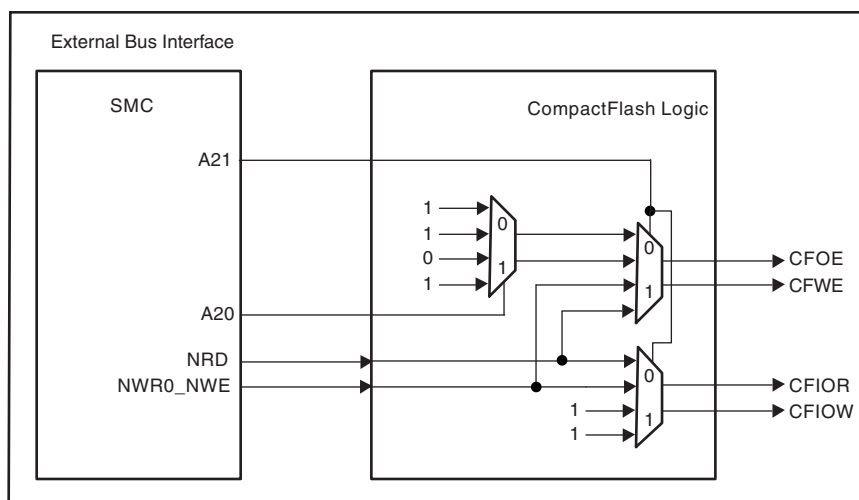 External Bus Interface
SMC
CompactFlash Logic
A21
1
1
0
1
0
1
A20
0
1
CFOE
CFWE
NRD
NWR0_NWE
0
1
1
1
CFIOR
CFIOW